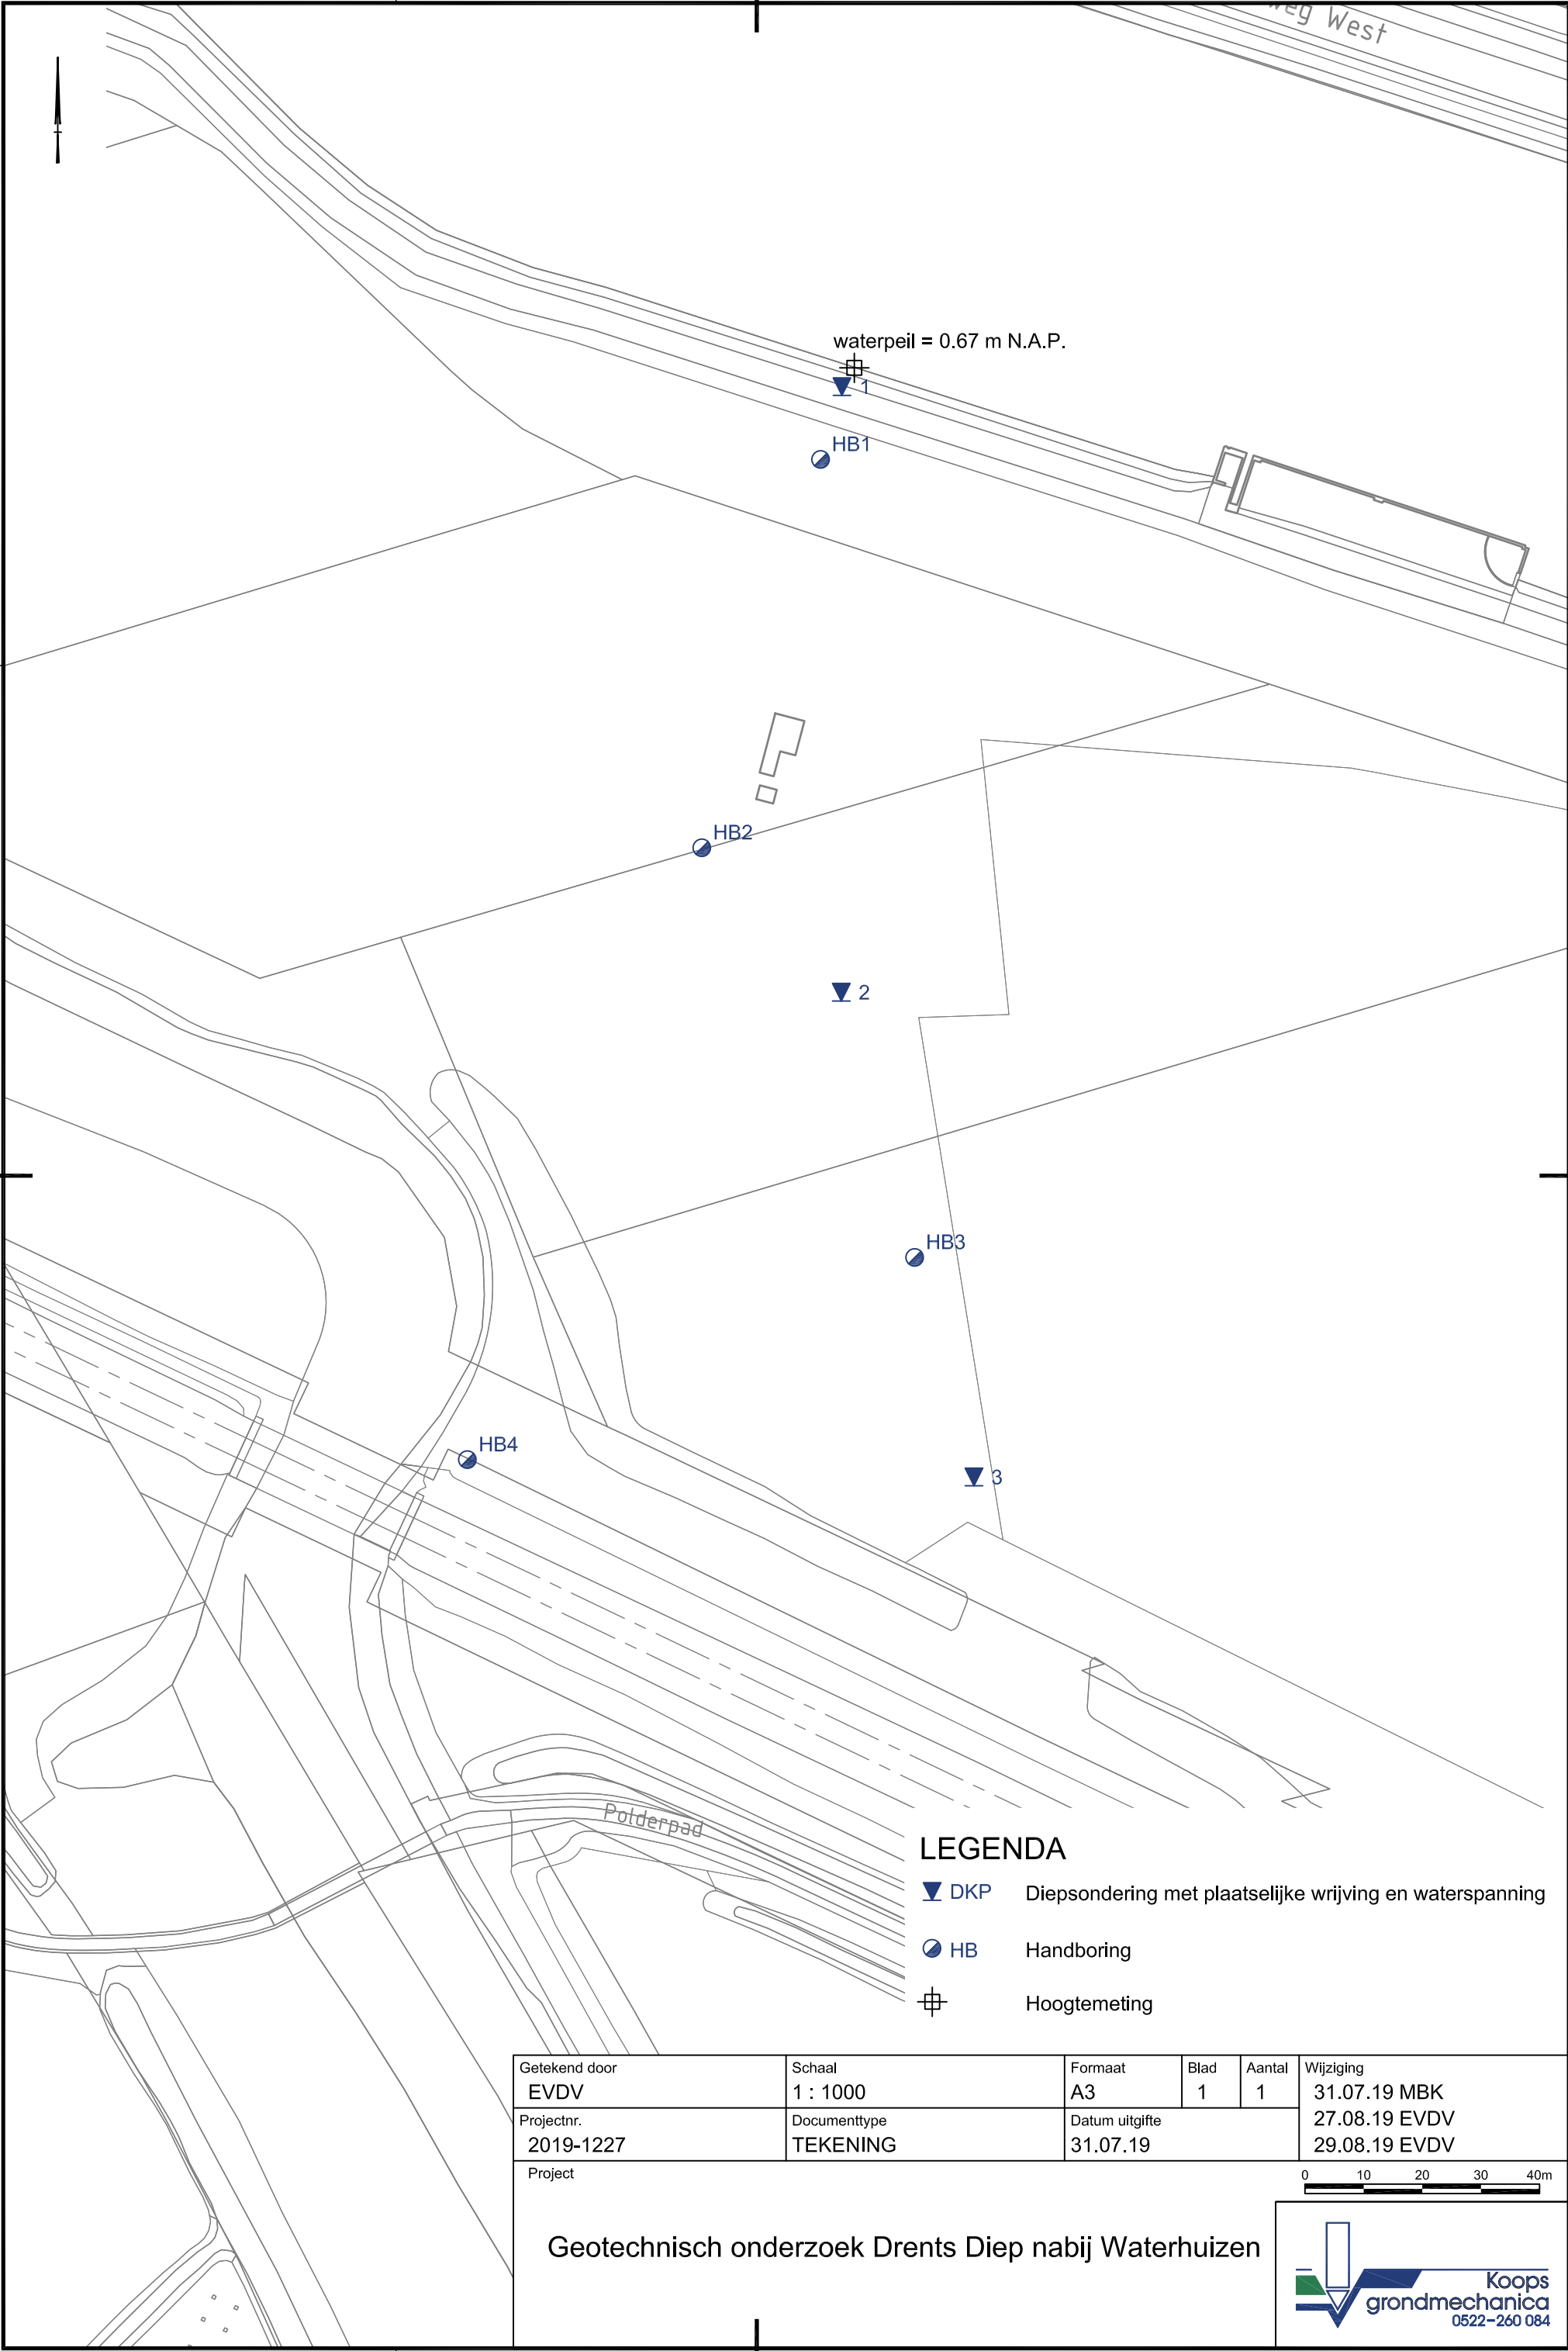 West
waterpeil = 0.67 m N.A.P.
1
HB1
HB2
2
HB3
HB4
3
Polderpad
LEGENDA
DKP Diepsondering met plaatselijke wrijving en waterspanning
HB Handboring
Hoogtemeting
Getekend door
EVDV
Schaal
1 : 1000
Formaat
A3
Blad
1
Aantal
1
Wijziging
31.07.19 MBK
27.08.19 EVDV
29.08.19 EVDV
Projectnr.
2019-1227
Documenttype
TEKENING
Datum uitgifte
31.07.19
Project
0 10 20 30 40m
Geotechnisch onderzoek Drents Diep nabij Waterhuizen
Koops
grondmechanica
0522-260 084